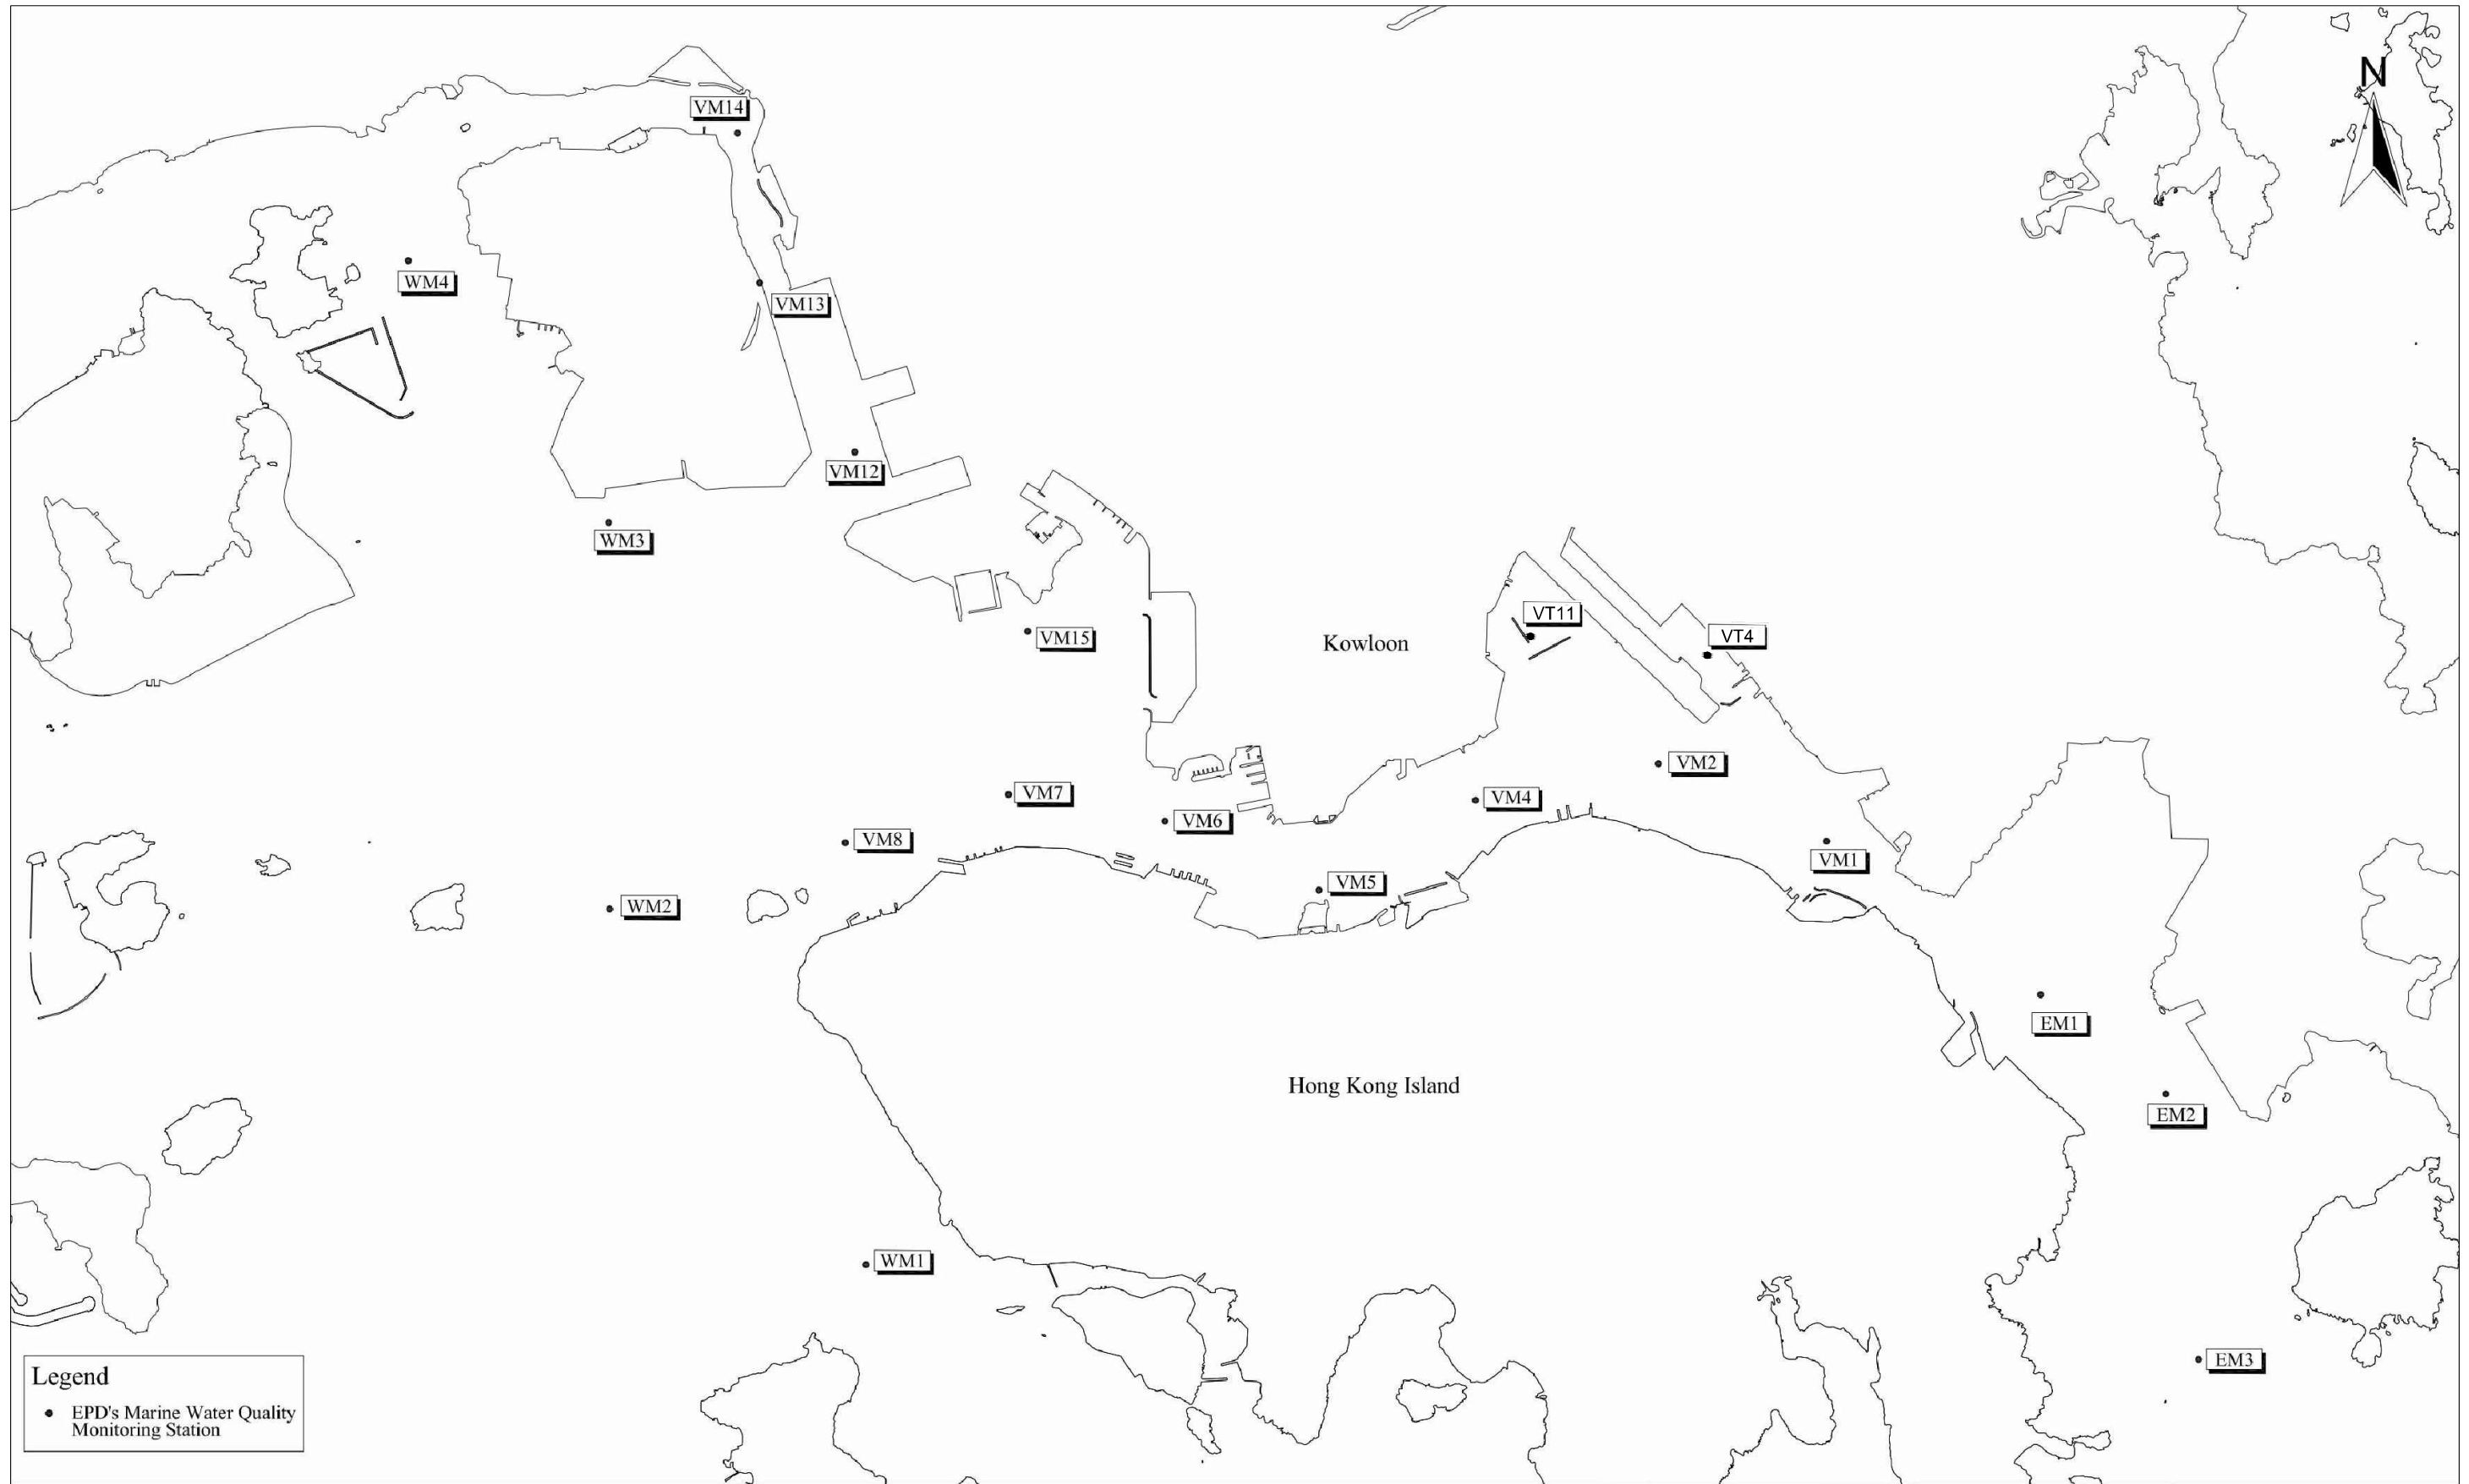 N
VM14
WM4
VM13
VM12
WM3
VT11
VT4
VM15
Kowloon
VM2
VM7
VM4
VM6
VM8
VM1
VM5
WM2
EM1
Hong Kong Island
EM2
WM1
EM3
Legend
EPD's Marine Water Quality
Monitoring Station